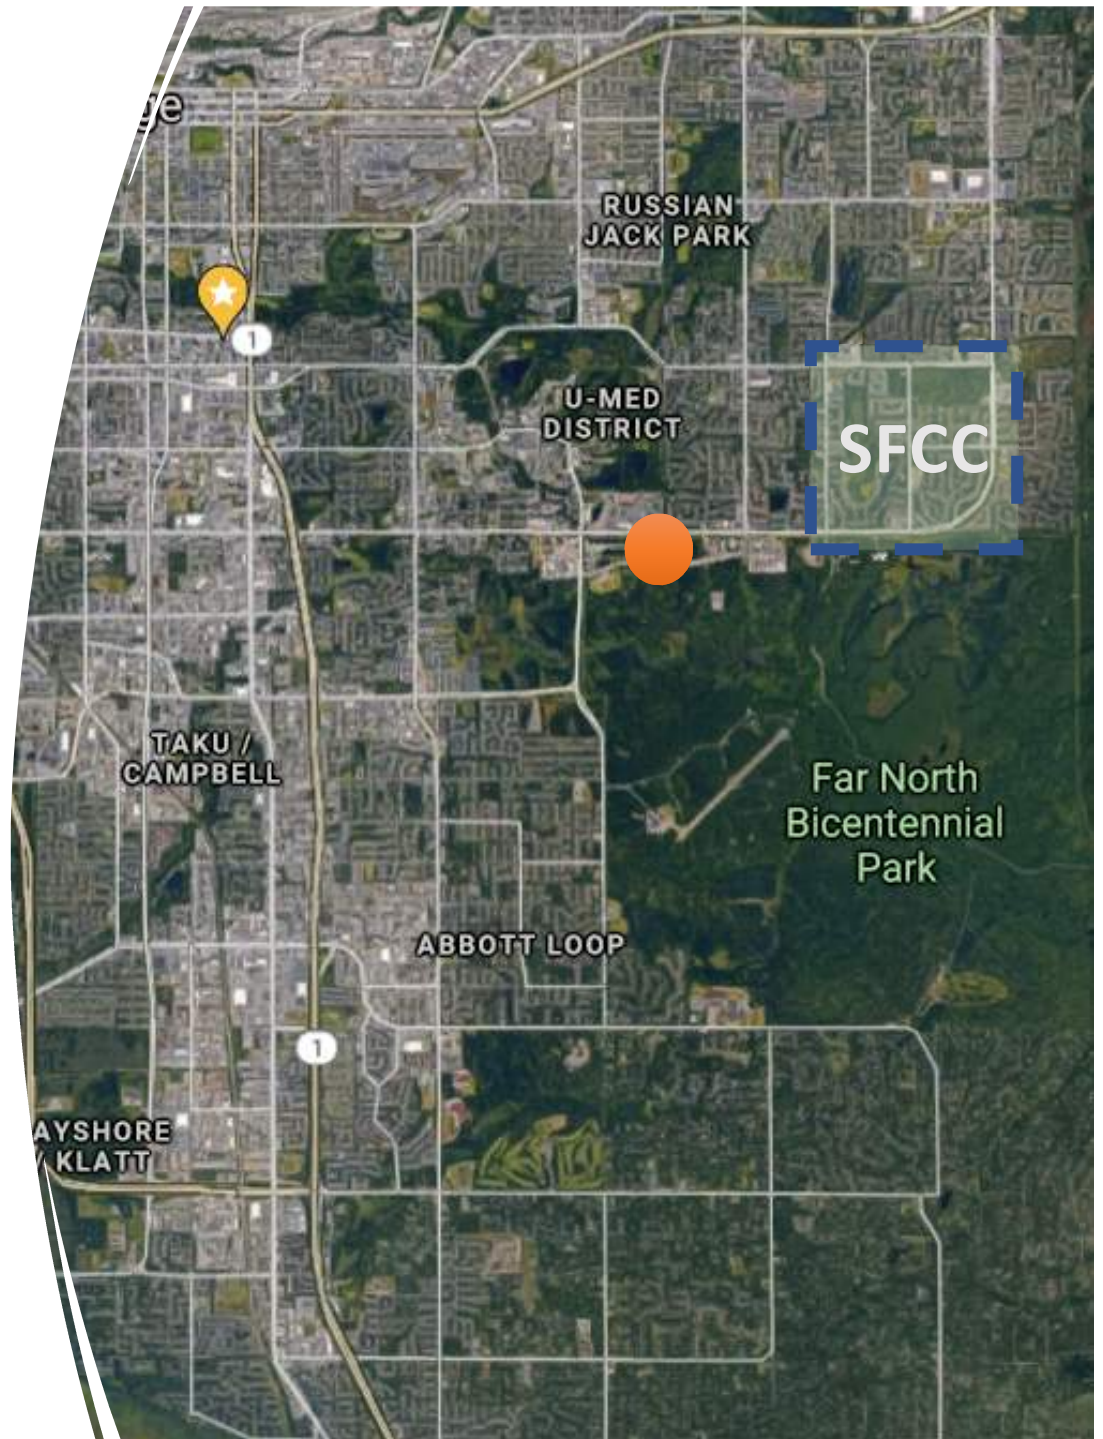 ge
RUSSIAN
JACK PARK
1
U-MED
DISTRICT
SFCC
TAKU /
CAMPBELL
Far North
Bicentennial
Park
ABBOTT LOOP
1
AYSHORE
/ KLATT